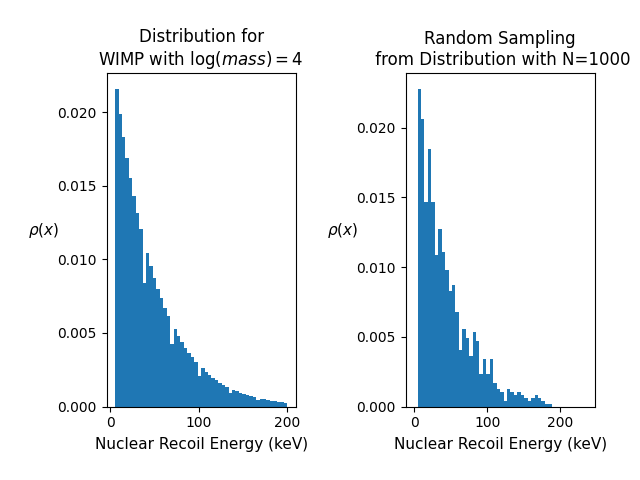 Distribution for
WIMP with log(mass) = 4
ρ(x)
0.020
0.015
0.010
0.005
0.000
0
100
200
Nuclear Recoil Energy (keV)
Random Sampling
from Distribution with N=1000
ρ(x)
0.020
0.015
0.010
0.005
0.000
0
100
200
Nuclear Recoil Energy (keV)